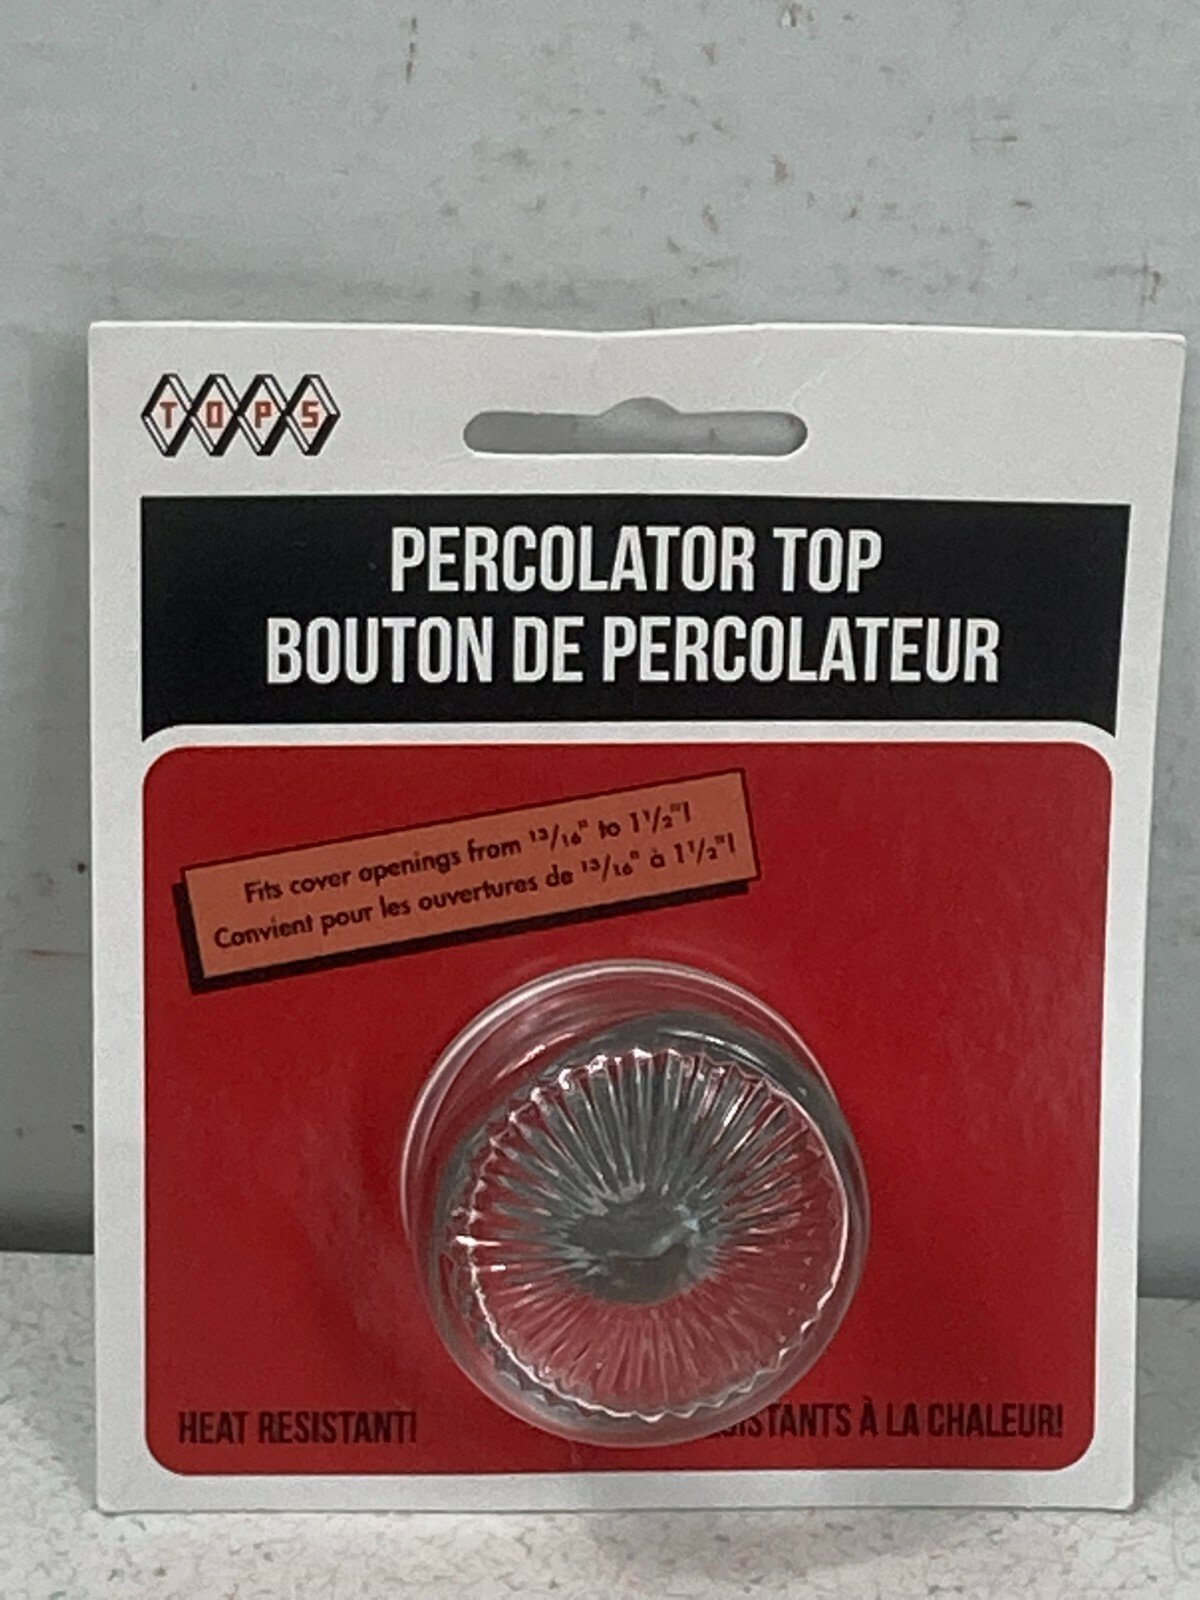 TOPS
PERCOLATOR TOP
BOUTON DE PERCOLATEUR
Fits cover openings from 13/16" to 1 1/2"!
Convient pour les ouvertures de 13/16" à 1 1/2"!
HEAT RESISTANT!
À LA CHALEUR!